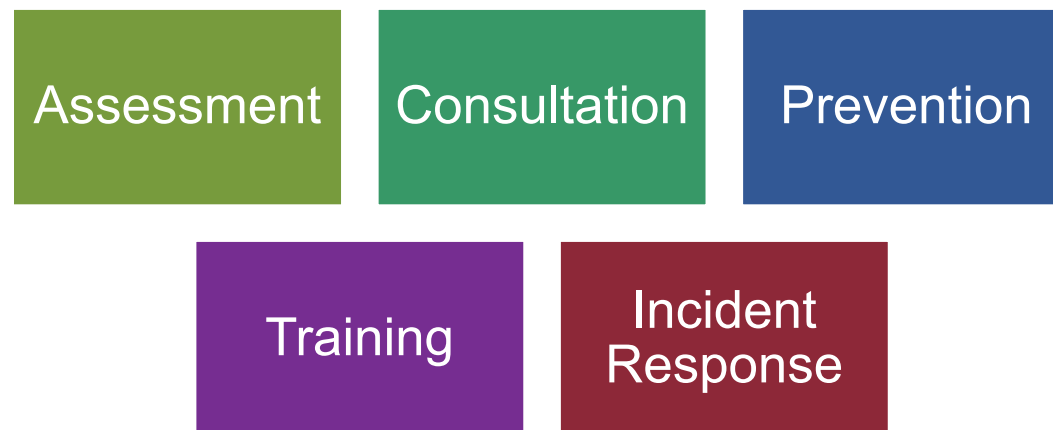 Assessment
Consultation
Prevention
Training
Incident
Response